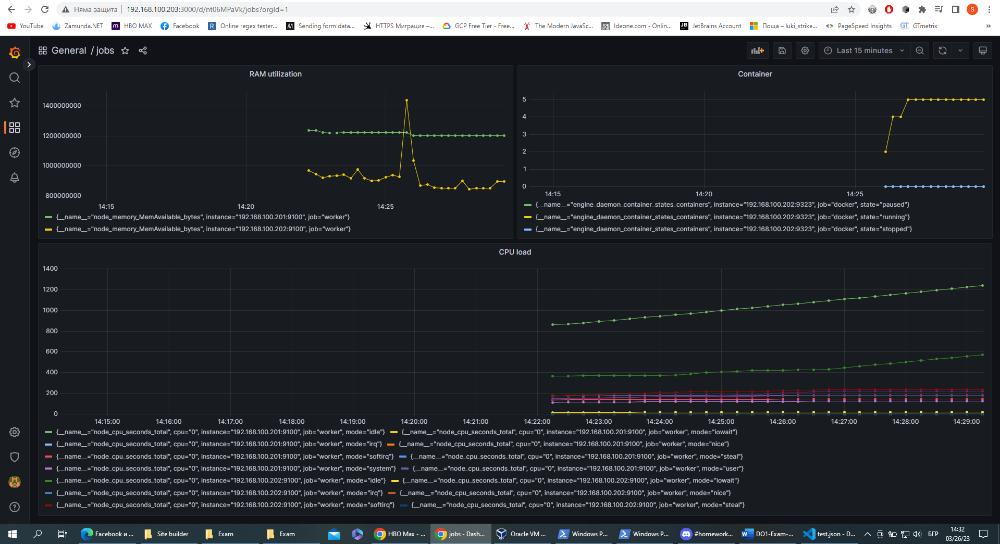 Няма защита 192.168.100.203:3000/d/nt06MPaVk/jobs?orgId=1 S
YouTube Zamunda.NET HBO MAX Facebook Online regex tester... Sending form data... HTTPS Миграция –... GCP Free Tier - Free... The Modern JavaSc... Ideone.com - Onlin... JetBrains Account Поща – luki_strike... PageSpeed Insights GTmetrix »
General / jobs Last 15 minutes
RAM utilization
1400000000
1200000000
1000000000
800000000
14:15 14:20 14:25
{__name__="node_memory_MemAvailable_bytes", instance="192.168.100.201:9100", job="worker"}
{__name__="node_memory_MemAvailable_bytes", instance="192.168.100.202:9100", job="worker"}
Container
5
4
3
2
1
0
14:15 14:20 14:25
{__name__="engine_daemon_container_states_containers", instance="192.168.100.202:9323", job="docker", state="paused"}
{__name__="engine_daemon_container_states_containers", instance="192.168.100.202:9323", job="docker", state="running"}
{__name__="engine_daemon_container_states_containers", instance="192.168.100.202:9323", job="docker", state="stopped"}
CPU load
1400
1200
1000
800
600
400
200
0
14:15:00 14:16:00 14:17:00 14:18:00 14:19:00 14:20:00 14:21:00 14:22:00 14:23:00 14:24:00 14:25:00 14:26:00 14:27:00 14:28:00 14:29:00
{__name__="node_cpu_seconds_total", cpu="0", instance="192.168.100.201:9100", job="worker", mode="idle"} {__name__="node_cpu_seconds_total", cpu="0", instance="192.168.100.201:9100", job="worker", mode="iowait"}
{__name__="node_cpu_seconds_total", cpu="0", instance="192.168.100.201:9100", job="worker", mode="irq"} {__name__="node_cpu_seconds_total", cpu="0", instance="192.168.100.201:9100", job="worker", mode="nice"}
{__name__="node_cpu_seconds_total", cpu="0", instance="192.168.100.201:9100", job="worker", mode="softirq"} {__name__="node_cpu_seconds_total", cpu="0", instance="192.168.100.201:9100", job="worker", mode="steal"}
{__name__="node_cpu_seconds_total", cpu="0", instance="192.168.100.201:9100", job="worker", mode="system"} {__name__="node_cpu_seconds_total", cpu="0", instance="192.168.100.201:9100", job="worker", mode="user"}
{__name__="node_cpu_seconds_total", cpu="0", instance="192.168.100.202:9100", job="worker", mode="idle"} {__name__="node_cpu_seconds_total", cpu="0", instance="192.168.100.202:9100", job="worker", mode="iowait"}
{__name__="node_cpu_seconds_total", cpu="0", instance="192.168.100.202:9100", job="worker", mode="irq"} {__name__="node_cpu_seconds_total", cpu="0", instance="192.168.100.202:9100", job="worker", mode="nice"}
{__name__="node_cpu_seconds_total", cpu="0", instance="192.168.100.202:9100", job="worker", mode="softirq"} {__name__="node_cpu_seconds_total", cpu="0", instance="192.168.100.202:9100", job="worker", mode="steal"}
Facebook и ... Site builder Exam Exam HBO Max - ... jobs - Dash... Oracle VM ... Windows P... Windows P... #homework... DO1-Exam-... test.json - D... БГР 14:32
03/26/23